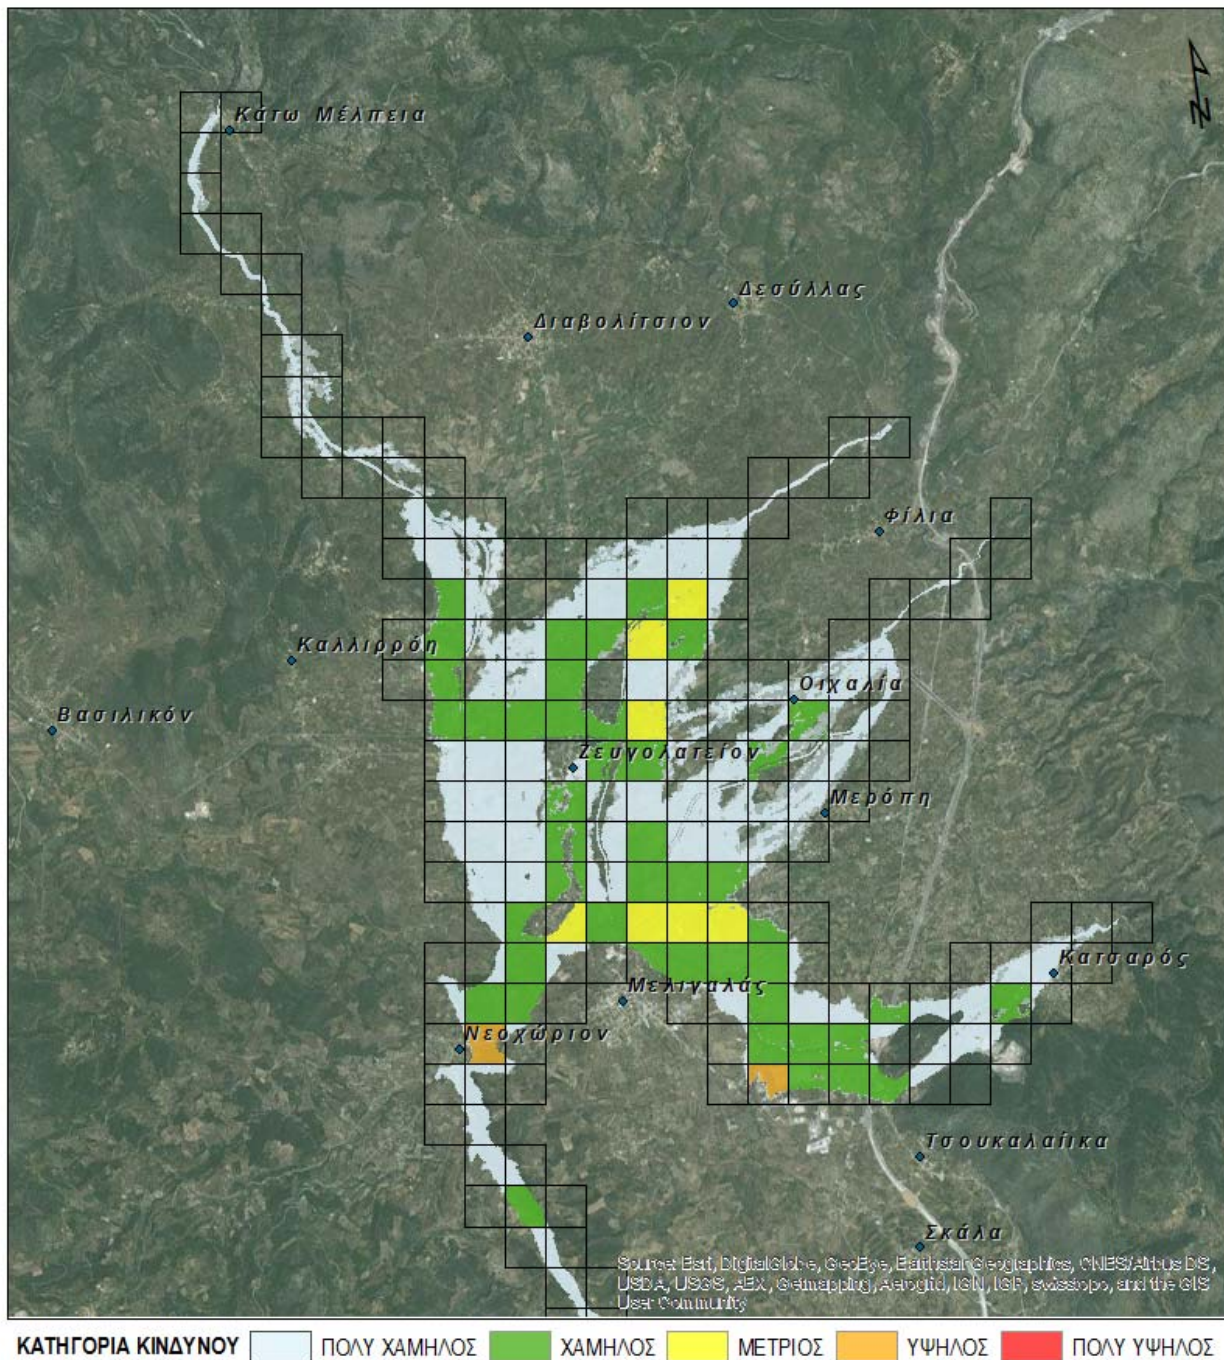 Κάτω Μέλπεια
Δεσύλλας
Διαβολίτσιον
Φίλια
Καλλιρρόη
Οιχαλία
Βασιλικόν
Ζευγολατείον
Μερόπη
Κατσαρός
Μελιγαλάς
Νεοχώριον
Τσουκαλαίικα
Σκάλα
Source: Esri, DigitalGlobe, GeoEye, Earthstar Geographics, CNES/Airbus DS,
USDA, USGS, AEX, Getmapping, Aerogrid, IGN, IGP, swisstopo, and the GIS
User Community
ΚΑΤΗΓΟΡΙΑ ΚΙΝΔΥΝΟΥ ΠΟΛΥ ΧΑΜΗΛΟΣ ΧΑΜΗΛΟΣ ΜΕΤΡΙΟΣ ΥΨΗΛΟΣ ΠΟΛΥ ΥΨΗΛΟΣ